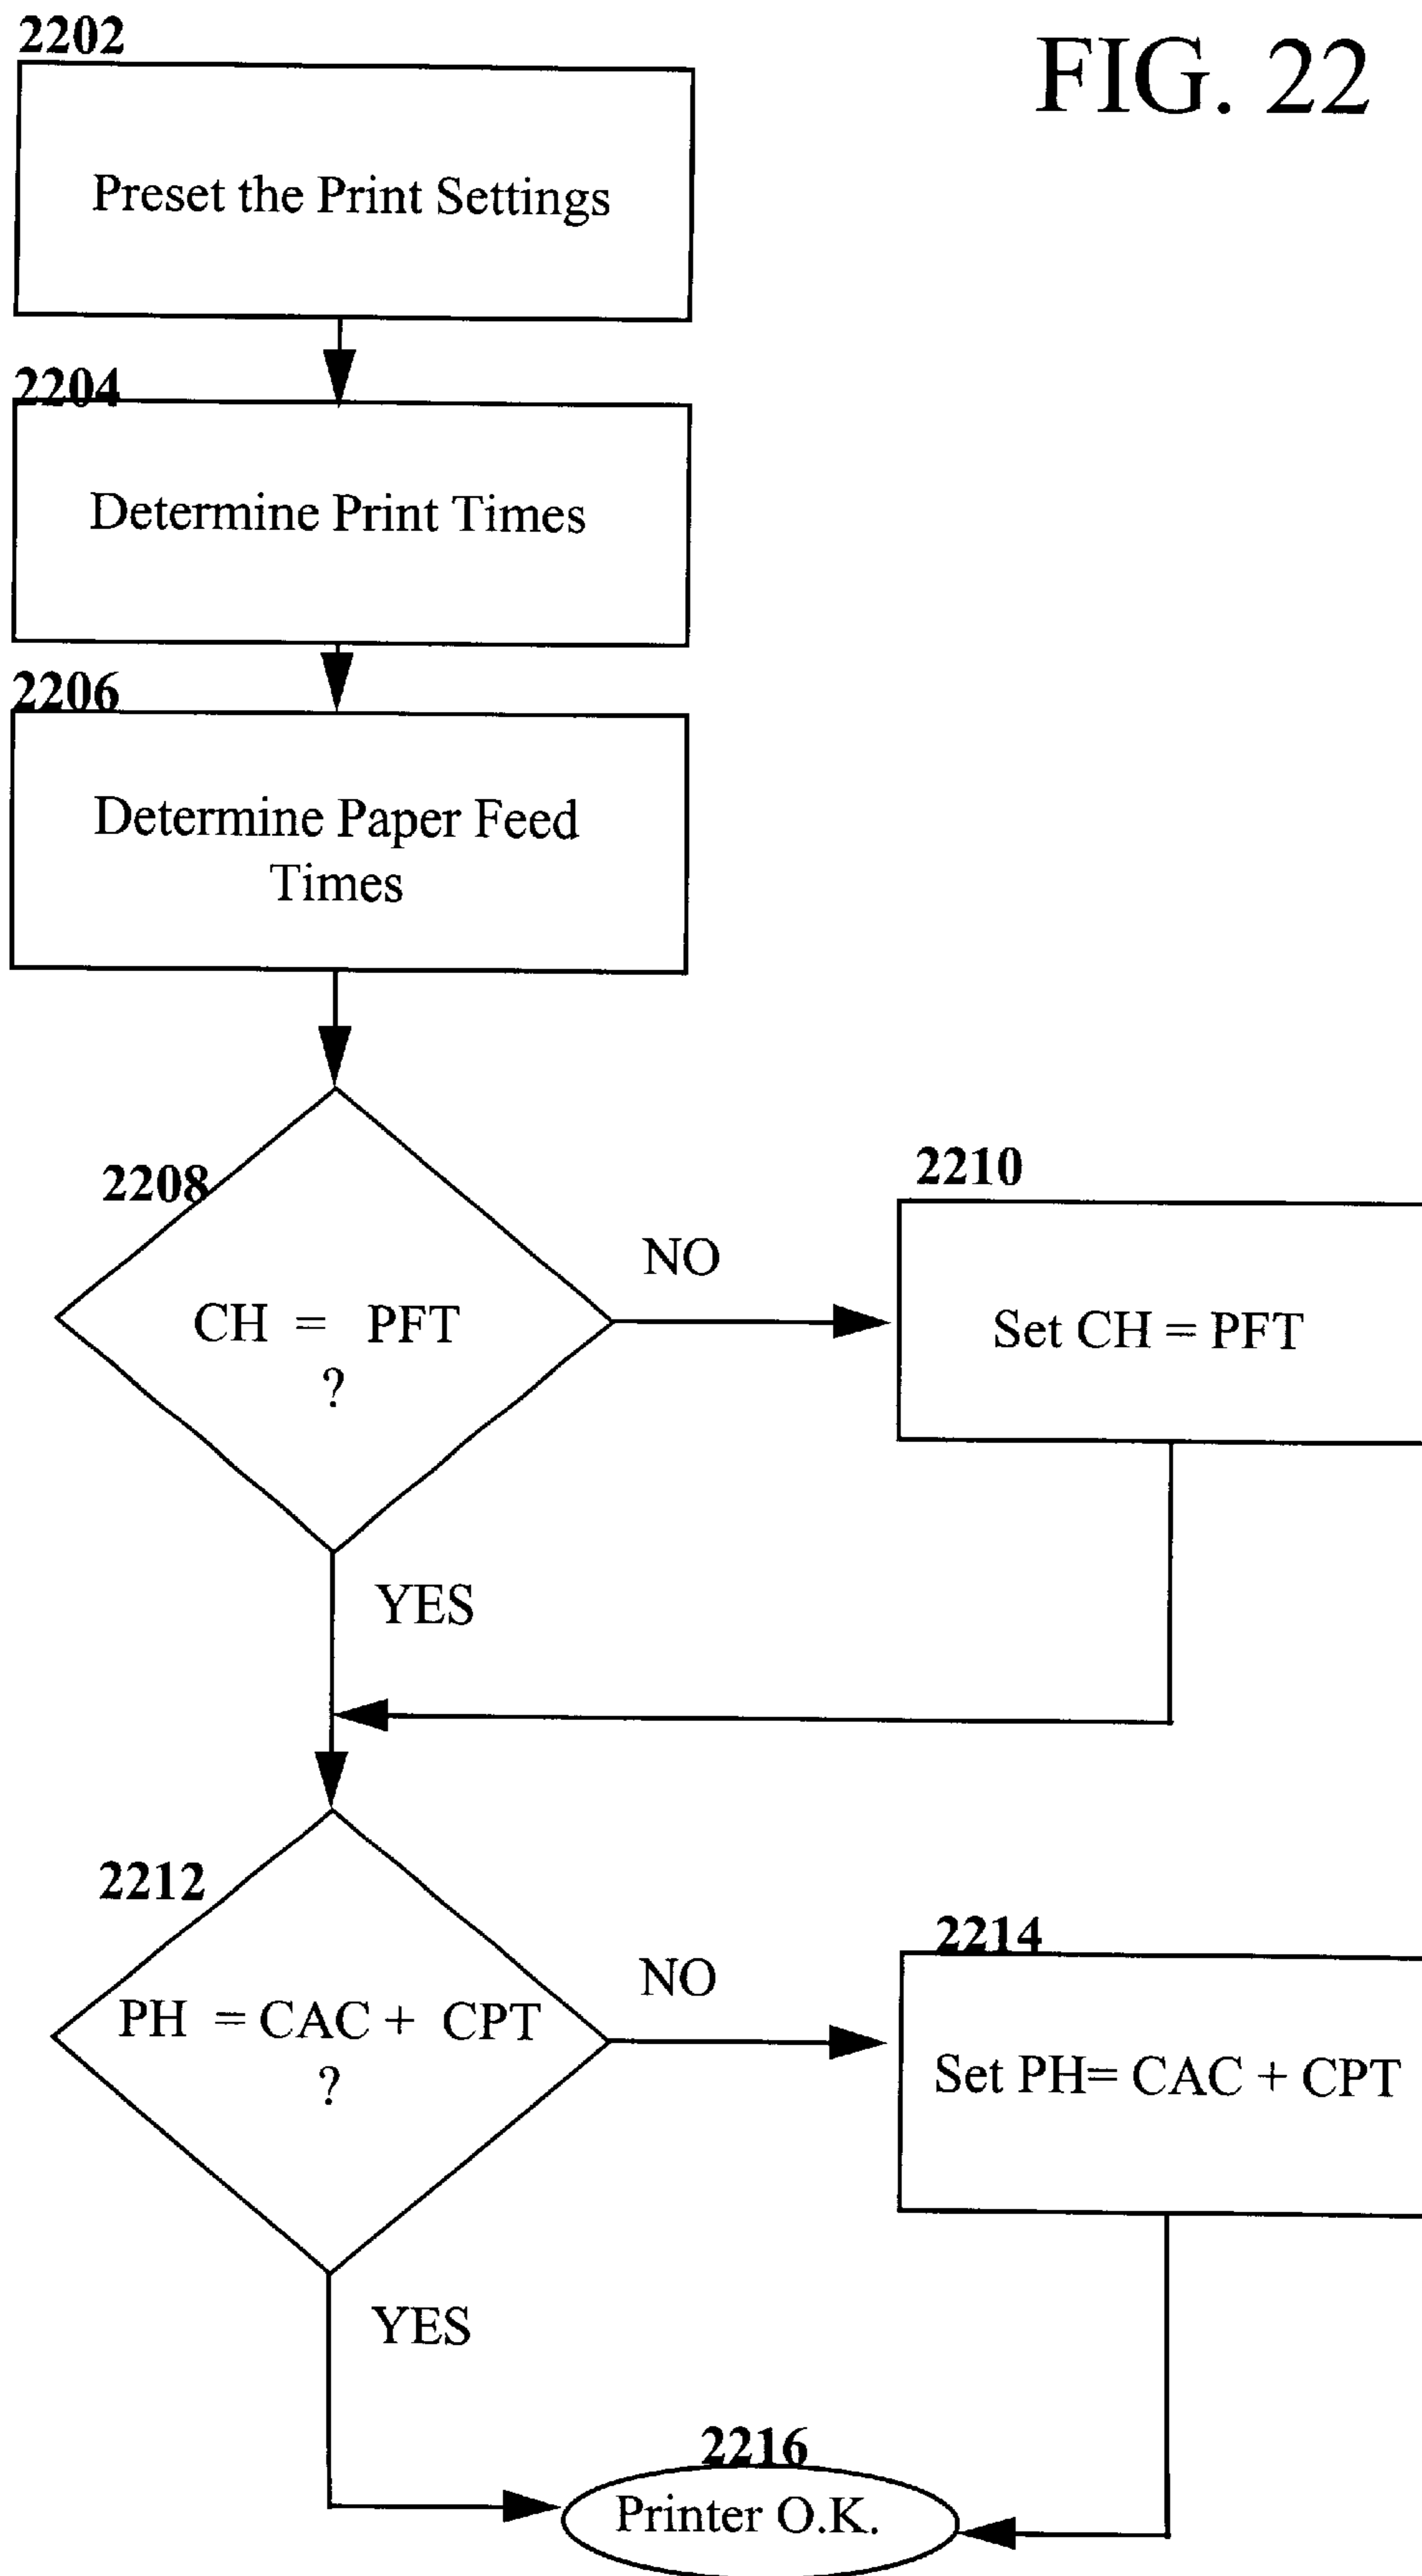 FIG. 22
2202
Preset the Print Settings
2204
Determine Print Times
2206
Determine Paper Feed
Times
2208
CH = PFT
?
NO
2210
Set CH = PFT
YES
2212
PH = CAC + CPT
?
NO
2214
Set PH= CAC + CPT
YES
2216
Printer O.K.